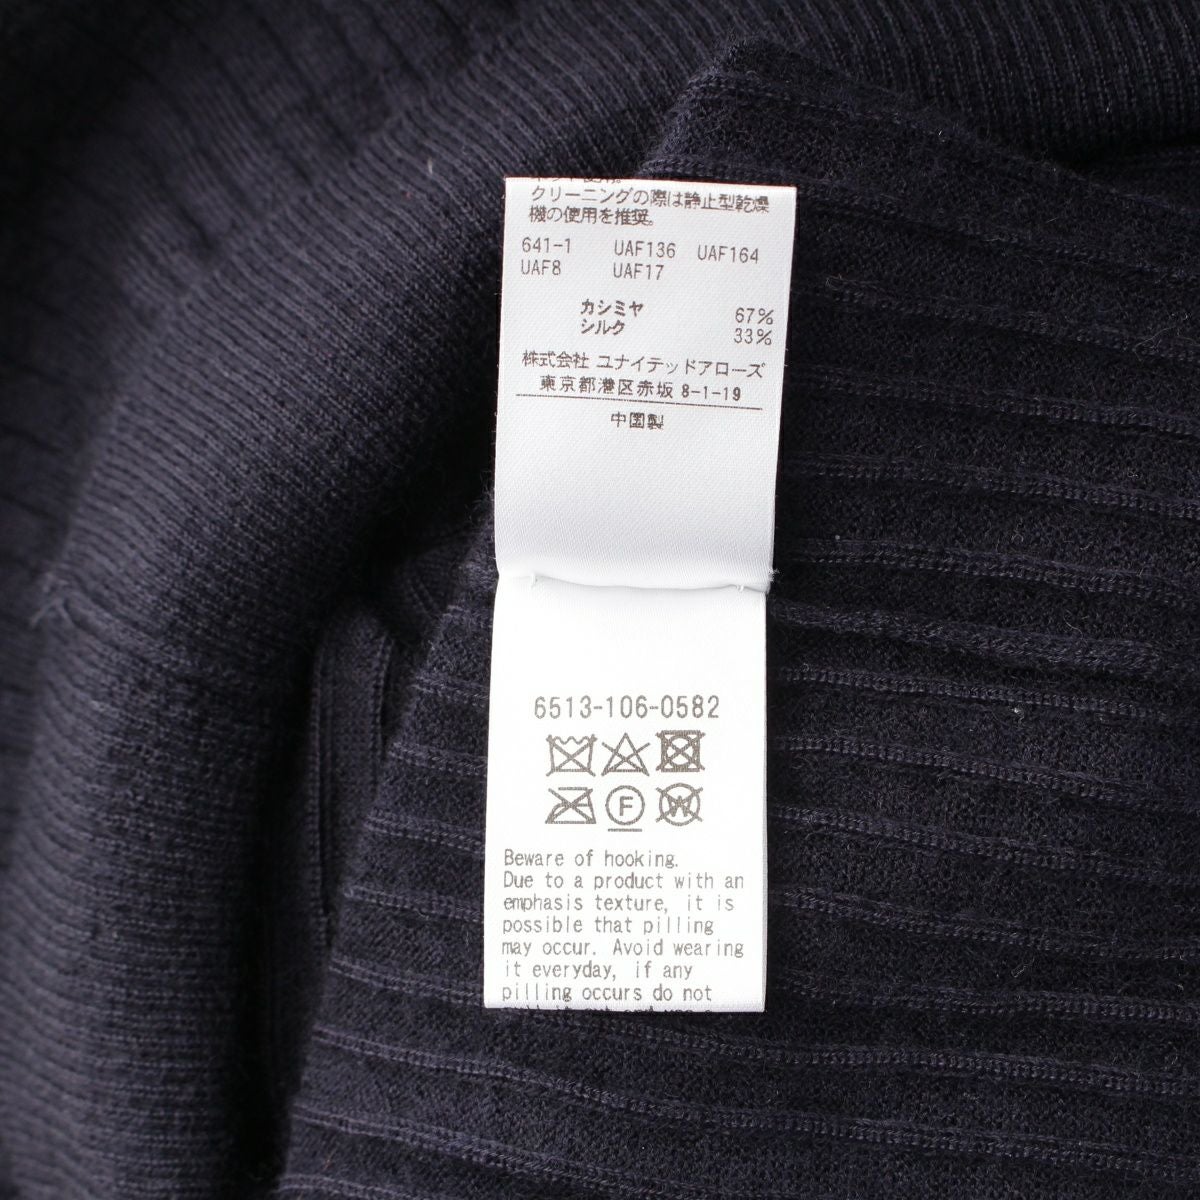 クリーニングの際は静止型乾燥
機の使用を推奨。
641-1 UAF136 UAF164
UAF8 UAF17
カシミヤ 67%
シルク 33%
株式会社 ユナイテッドアローズ
東京都港区赤坂 8-1-19
中国製
6513-106-0582
F
W
Beware of hooking.
Due to a product with an
emphasis texture, it is
possible that pilling
may occur. Avoid wearing
it everyday, if any
pilling occurs do not